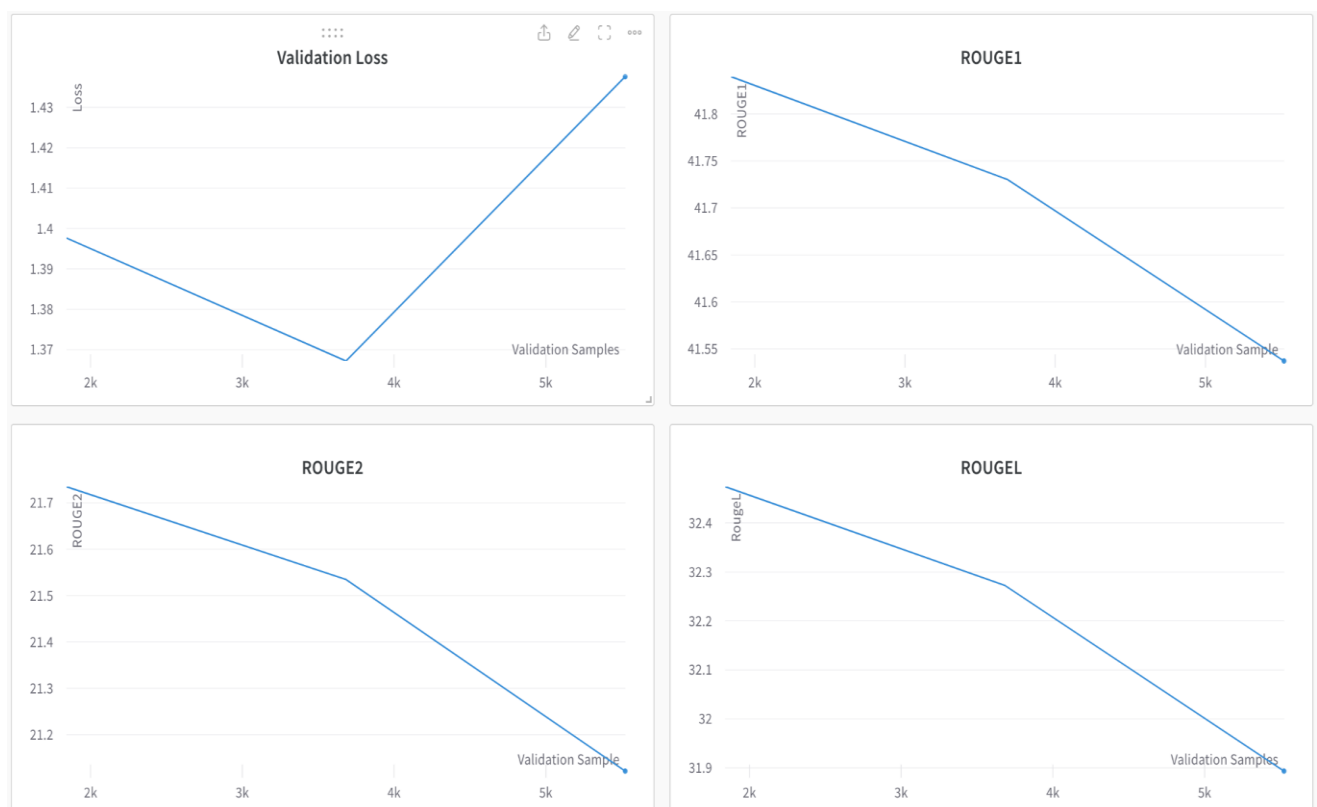 Validation Loss
Loss
1.43
1.42
1.41
1.4
1.39
1.38
1.37
Validation Samples
2k
3k
4k
5k
ROUGE1
ROUGE1
41.8
41.75
41.7
41.65
41.6
41.55
Validation Sample
2k
3k
4k
5k
ROUGE2
ROUGE2
21.7
21.6
21.5
21.4
21.3
21.2
Validation Sample
2k
3k
4k
5k
ROUGEL
RougeL
32.4
32.3
32.2
32.1
32
31.9
Validation Samples
2k
3k
4k
5k